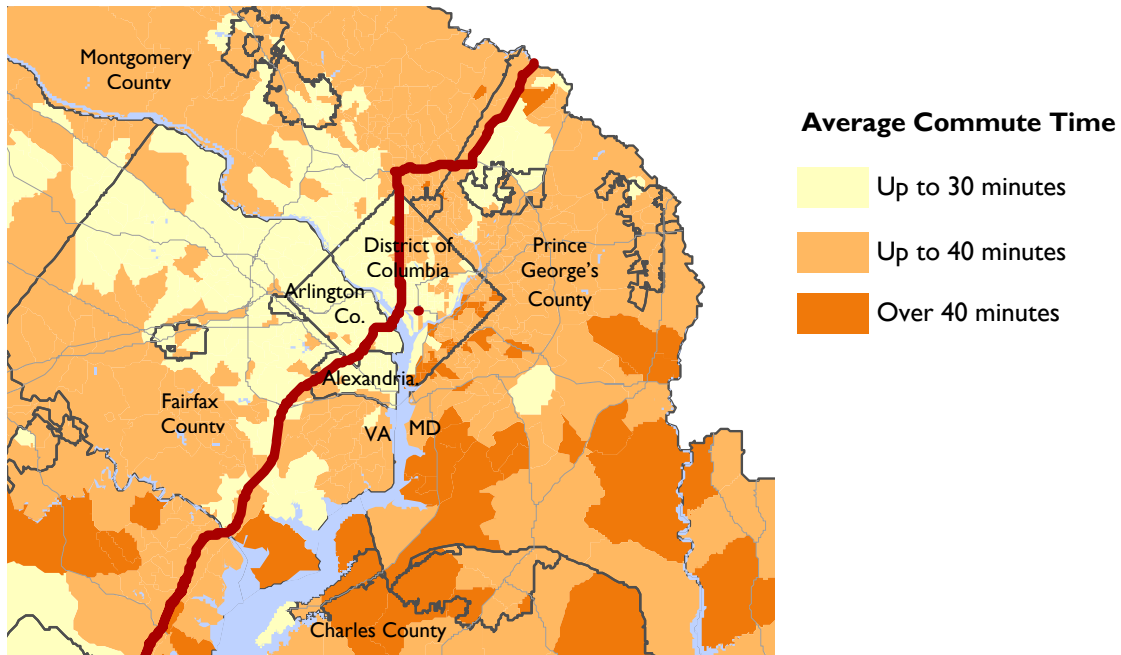 Montgomery
County
District of
Columbia
Prince
George's
County
Arlington
Co.
Alexandria.
Fairfax
County
VA
MD
Charles County
Average Commute Time
Up to 30 minutes
Up to 40 minutes
Over 40 minutes